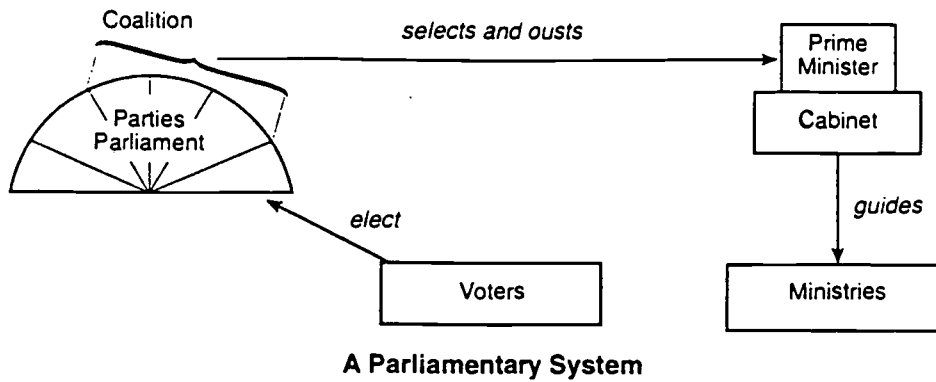 Coalition
selects and ousts
Prime
Minister
Cabinet
Parties
Parliament
elect
guides
Voters
Ministries
A Parliamentary System